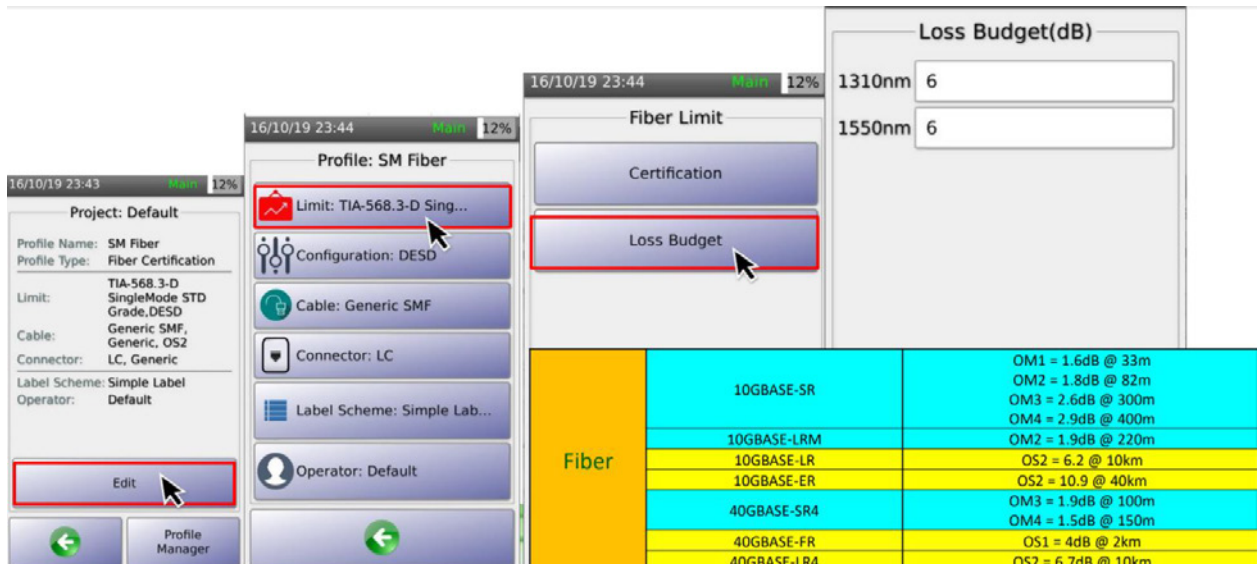 16/10/19 23:43 Main 12%
Project: Default
Profile Name: SM Fiber
Profile Type: Fiber Certification
Limit: TIA-568.3-D
SingleMode STD
Grade,DESD
Cable: Generic SMF,
Generic, OS2
Connector: LC, Generic
Label Scheme: Simple Label
Operator: Default
Edit
Profile
Manager
16/10/19 23:44 Main 12%
Profile: SM Fiber
Limit: TIA-568.3-D Sing...
Configuration: DESD
Cable: Generic SMF
Connector: LC
Label Scheme: Simple Lab...
Operator: Default
16/10/19 23:44 Main 12%
Fiber Limit
Certification
Loss Budget
Loss Budget(dB)
1310nm 6
1550nm 6
Fiber
10GBASE-SR
OM1 = 1.6dB @ 33m
OM2 = 1.8dB @ 82m
OM3 = 2.6dB @ 300m
OM4 = 2.9dB @ 400m
10GBASE-LRM OM2 = 1.9dB @ 220m
10GBASE-LR OS2 = 6.2 @ 10km
10GBASE-ER OS2 = 10.9 @ 40km
40GBASE-SR4
OM3 = 1.9dB @ 100m
OM4 = 1.5dB @ 150m
40GBASE-FR OS1 = 4dB @ 2km
40GBASE-LR4 OS2 = 6.7dB @ 10km